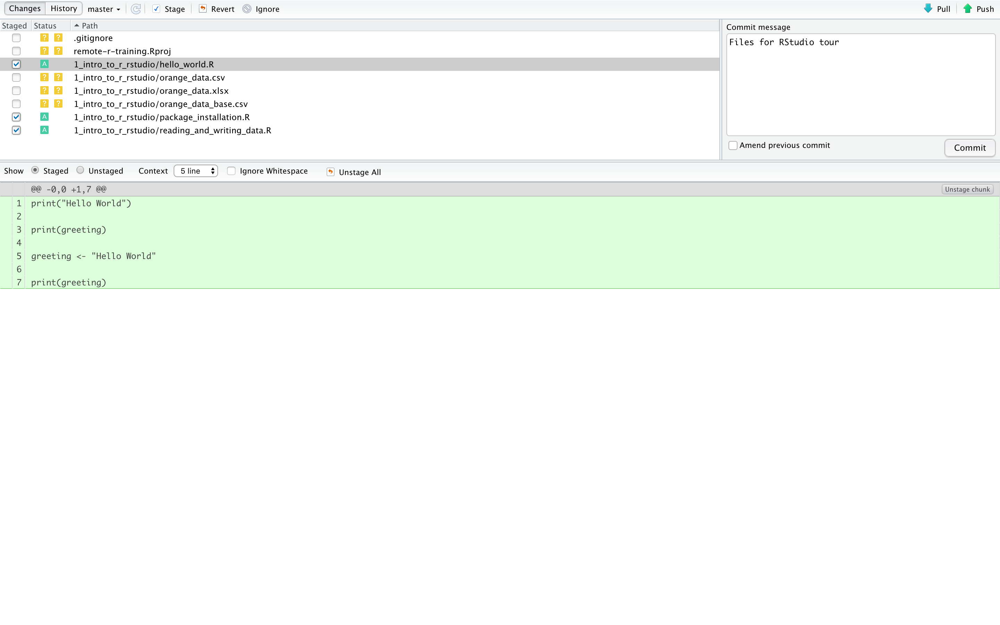 Changes History master Stage Revert Ignore Pull Push
Staged Status Path
Commit message
? ? .gitignore
Files for RStudio tour
? ? remote-r-training.Rproj
A 1_intro_to_r_rstudio/hello_world.R
? ? 1_intro_to_r_rstudio/orange_data.csv
? ? 1_intro_to_r_rstudio/orange_data.xlsx
? ? 1_intro_to_r_rstudio/orange_data_base.csv
A 1_intro_to_r_rstudio/package_installation.R
A 1_intro_to_r_rstudio/reading_and_writing_data.R
Amend previous commit Commit
Show Staged Unstaged Context 5 line Ignore Whitespace Unstage All
@@ -0,0 +1,7 @@ Unstage chunk
1 print("Hello World")
2
3 print(greeting)
4
5 greeting <- "Hello World"
6
7 print(greeting)